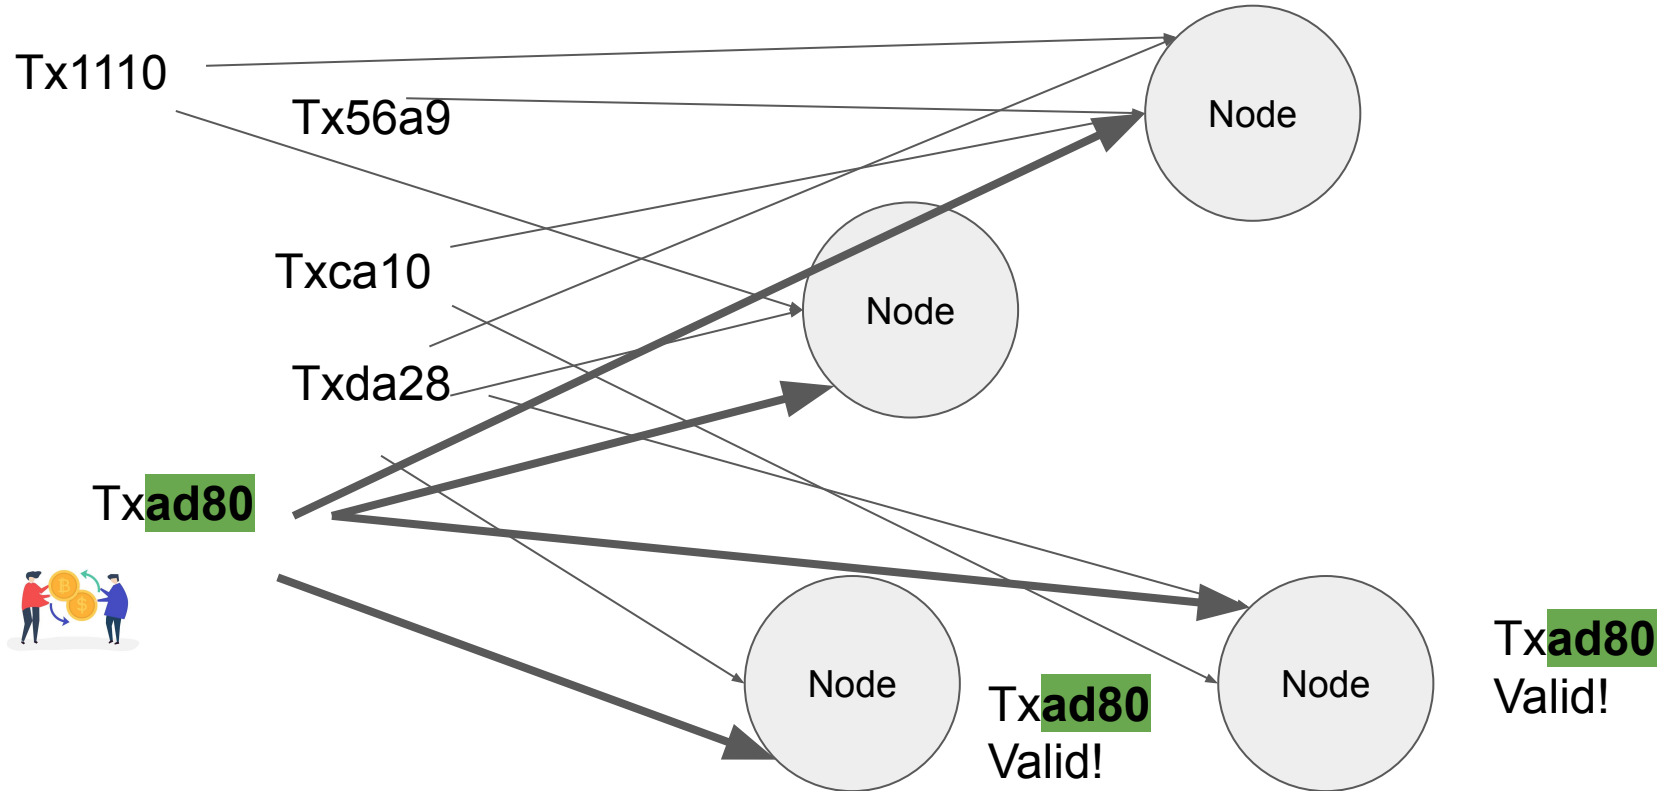 Tx1110
Tx56a9
Node
Txca10
Node
Txda28
Txad80
Node
Txad80
Valid!
Node
Txad80
Valid!